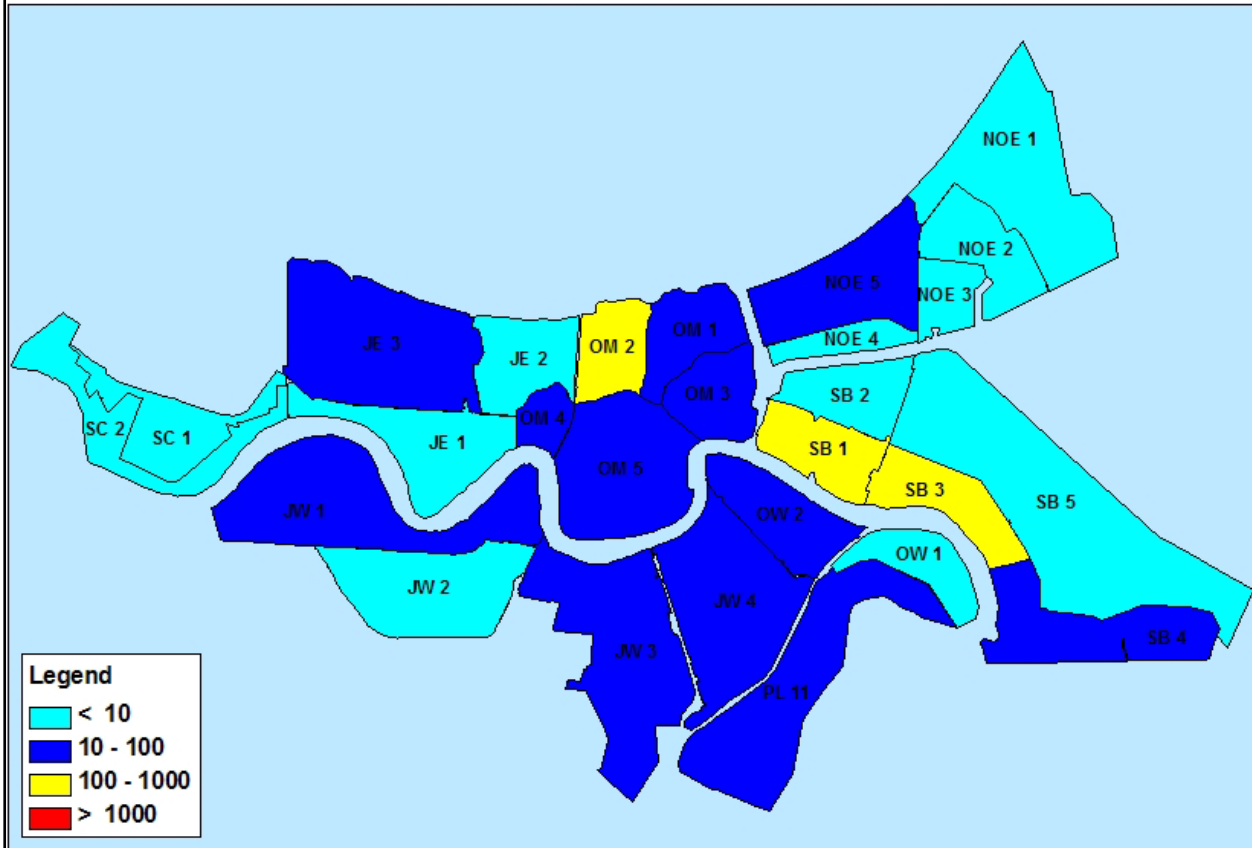 NOE 1
NOE 2
NOE 5
NOE 3
OM 1
NOE 4
JE 3
OM 2
JE 2
OM 3
SB 2
OM 4
SC 2
SC 1
JE 1
SB 1
OM 5
SB 3
SB 5
JW 1
OW 2
OW 1
JW 2
JW 4
SB 4
JW 3
PL 11
Legend
< 10
10 - 100
100 - 1000
> 1000